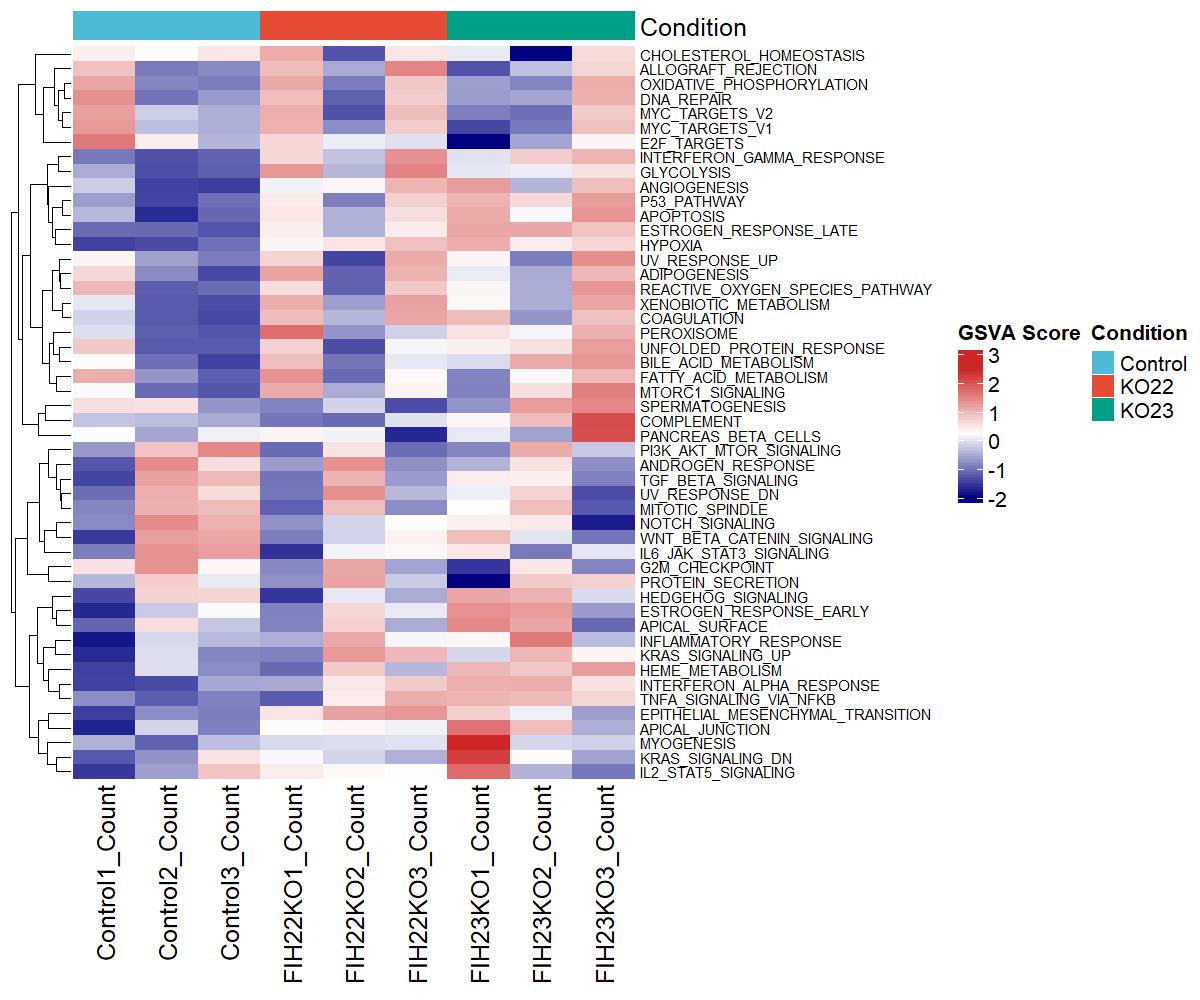 Condition
CHOLESTEROL_HOMEOSTASIS
ALLOGRAFT_REJECTION
OXIDATIVE_PHOSPHORYLATION
DNA_REPAIR
MYC_TARGETS_V2
MYC_TARGETS_V1
E2F_TARGETS
INTERFERON_GAMMA_RESPONSE
GLYCOLYSIS
ANGIOGENESIS
P53_PATHWAY
APOPTOSIS
ESTROGEN_RESPONSE_LATE
HYPOXIA
UV_RESPONSE_UP
ADIPOGENESIS
REACTIVE_OXYGEN_SPECIES_PATHWAY
XENOBIOTIC_METABOLISM
COAGULATION
PEROXISOME
UNFOLDED_PROTEIN_RESPONSE
BILE_ACID_METABOLISM
FATTY_ACID_METABOLISM
MTORC1_SIGNALING
SPERMATOGENESIS
COMPLEMENT
PANCREAS_BETA_CELLS
PI3K_AKT_MTOR_SIGNALING
ANDROGEN_RESPONSE
TGF_BETA_SIGNALING
UV_RESPONSE_DN
MITOTIC_SPINDLE
NOTCH_SIGNALING
WNT_BETA_CATENIN_SIGNALING
IL6_JAK_STAT3_SIGNALING
G2M_CHECKPOINT
PROTEIN_SECRETION
HEDGEHOG_SIGNALING
ESTROGEN_RESPONSE_EARLY
APICAL_SURFACE
INFLAMMATORY_RESPONSE
KRAS_SIGNALING_UP
HEME_METABOLISM
INTERFERON_ALPHA_RESPONSE
TNFA_SIGNALING_VIA_NFKB
EPITHELIAL_MESENCHYMAL_TRANSITION
APICAL_JUNCTION
MYOGENESIS
KRAS_SIGNALING_DN
IL2_STAT5_SIGNALING
Control1_Count
Control2_Count
Control3_Count
FIH22KO1_Count
FIH22KO2_Count
FIH22KO3_Count
FIH23KO1_Count
FIH23KO2_Count
FIH23KO3_Count
GSVA Score
3
2
1
0
-1
-2
Condition
Control
KO22
KO23